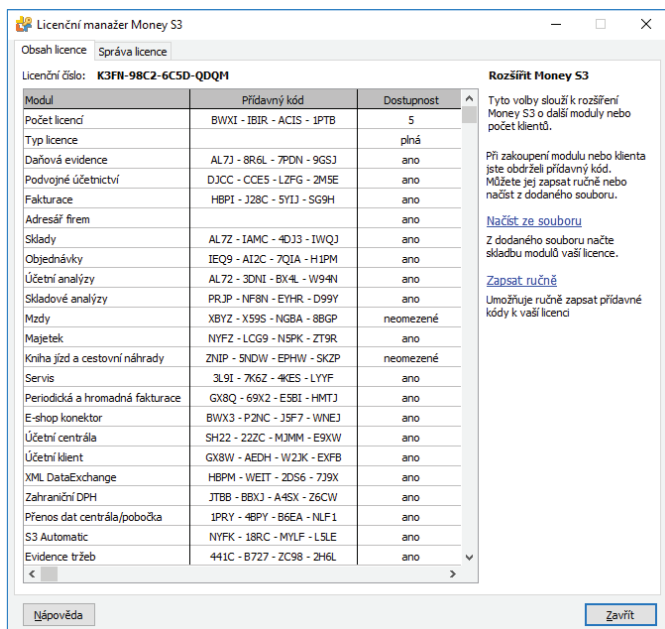 Licenční manažer Money S3
Obsah licence Správa licence
Licenční číslo: K3FN-98C2-6C5D-QDQM
Modul Přídavný kód Dostupnost
Počet licencí BWXI - IBIR - ACIS - 1PTB 5
Typ licence plná
Daňová evidence AL7J - 8R6L - 7PDN - 9GSJ ano
Podvojné účetnictví DJCC - CCE5 - LZFG - 2M5E ano
Fakturace HBPI - J28C - 5YIJ - SG9H ano
Adresář firem ano
Sklady AL7Z - IAMC - 4DJ3 - IWQJ ano
Objednávky IEQ9 - AI2C - 7QIA - H1PM ano
Účetní analýzy AL72 - 3DNI - BX4L - W94N ano
Skladové analýzy PRJP - NF8N - EYHR - D99Y ano
Mzdy XBYZ - X59S - NGBA - 8BGP neomezené
Majetek NYFZ - LCG9 - N5PK - ZT9R ano
Kniha jízd a cestovní náhrady ZNIP - 5NDW - EPHW - SKZP neomezené
Servis 3L9I - 7K6Z - 4KES - LYYF ano
Periodická a hromadná fakturace GX8Q - 69X2 - E5BI - HMTJ ano
E-shop konektor BWX3 - P2NC - J5F7 - WNEJ ano
Účetní centrála SH22 - 22ZC - MJMM - E9XW ano
Účetní klient GX8W - AEDH - W2JK - EXFB ano
XML DataExchange HBPM - WEIT - 2DS6 - 7J9X ano
Zahraniční DPH JTBB - BBXJ - A4SX - Z6CW ano
Přenos dat centrála/pobočka 1PRY - 4BPY - B6EA - NLF1 ano
S3 Automatic NYFK - 18RC - MYLF - L5LE ano
Evidence tržeb 441C - B727 - ZC98 - 2H6L ano
Rozšířit Money S3
Tyto volby slouží k rozšíření
Money S3 o další moduly nebo
počet klientů.
Při zakoupení modulu nebo klienta
jste obdrželi přídavný kód.
Můžete jej zapsat ručně nebo
načíst z dodaného souboru.
Načíst ze souboru
Z dodaného souboru načte
skladbu modulů vaší licence.
Zapsat ručně
Umožňuje ručně zapsat přídavné
kódy k vaší licenci
Nápověda Zavřít